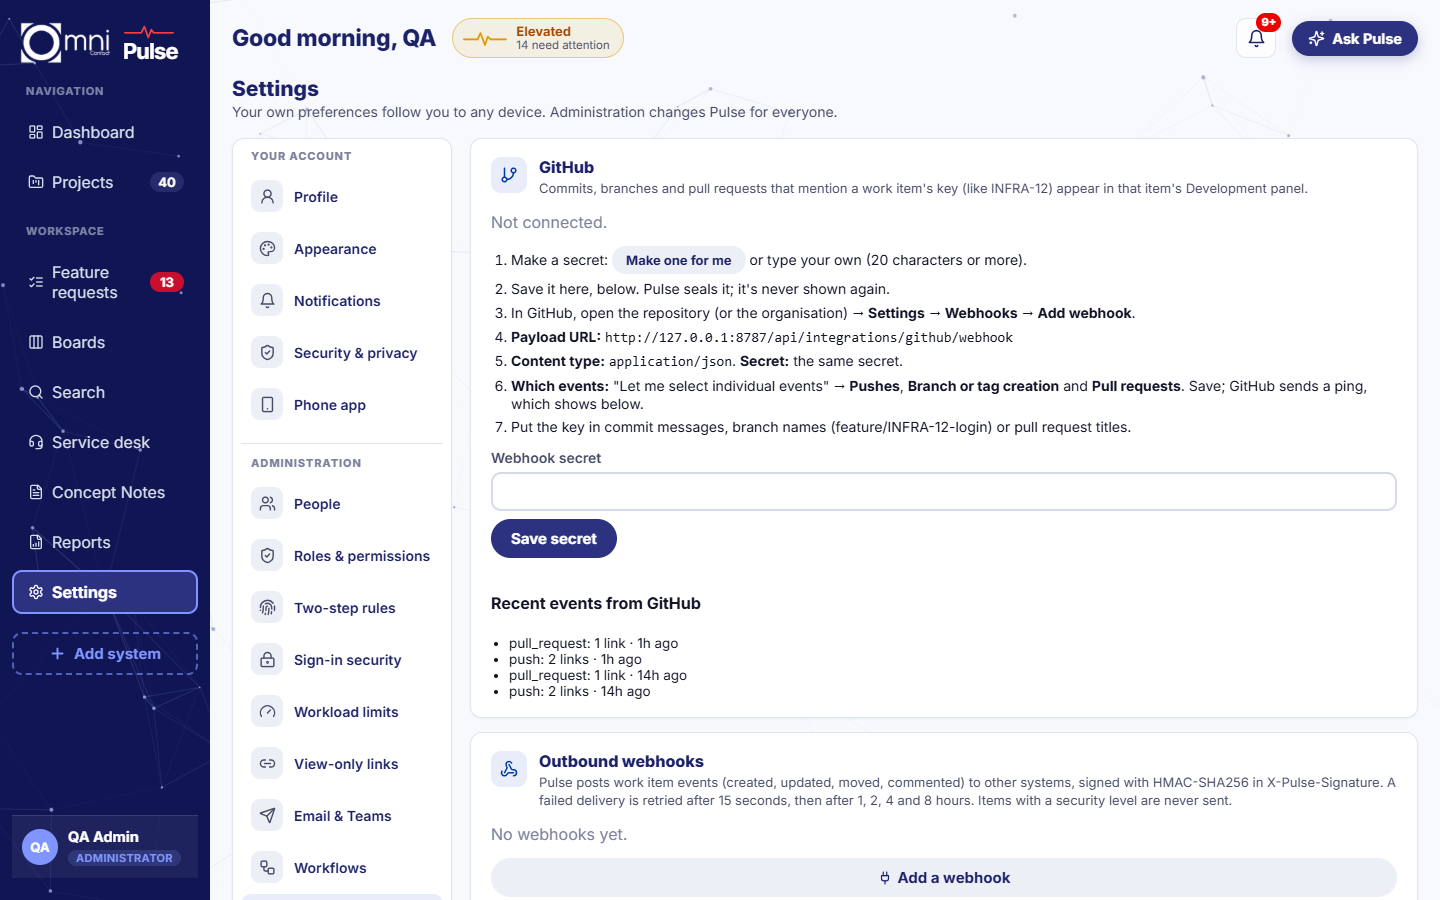 Omni
Connect
Pulse
NAVIGATION
Dashboard
Projects 40
WORKSPACE
Feature requests 13
Boards
Search
Service desk
Concept Notes
Reports
Settings
+ Add system
QA
QA Admin
ADMINISTRATOR
Good morning, QA
Elevated
14 need attention
9+
Ask Pulse
Settings
Your own preferences follow you to any device. Administration changes Pulse for everyone.
YOUR ACCOUNT
Profile
Appearance
Notifications
Security & privacy
Phone app
ADMINISTRATION
People
Roles & permissions
Two-step rules
Sign-in security
Workload limits
View-only links
Email & Teams
Workflows
GitHub
Commits, branches and pull requests that mention a work item's key (like INFRA-12) appear in that item's Development panel.
Not connected.
1. Make a secret: Make one for me or type your own (20 characters or more).
2. Save it here, below. Pulse seals it; it's never shown again.
3. In GitHub, open the repository (or the organisation) → Settings → Webhooks → Add webhook.
4. Payload URL: http://127.0.0.1:8787/api/integrations/github/webhook
5. Content type: application/json. Secret: the same secret.
6. Which events: "Let me select individual events" → Pushes, Branch or tag creation and Pull requests. Save; GitHub sends a ping,
which shows below.
7. Put the key in commit messages, branch names (feature/INFRA-12-login) or pull request titles.
Webhook secret
Save secret
Recent events from GitHub
• pull_request: 1 link · 1h ago
• push: 2 links · 1h ago
• pull_request: 1 link · 14h ago
• push: 2 links · 14h ago
Outbound webhooks
Pulse posts work item events (created, updated, moved, commented) to other systems, signed with HMAC-SHA256 in X-Pulse-Signature. A
failed delivery is retried after 15 seconds, then after 1, 2, 4 and 8 hours. Items with a security level are never sent.
No webhooks yet.
Add a webhook